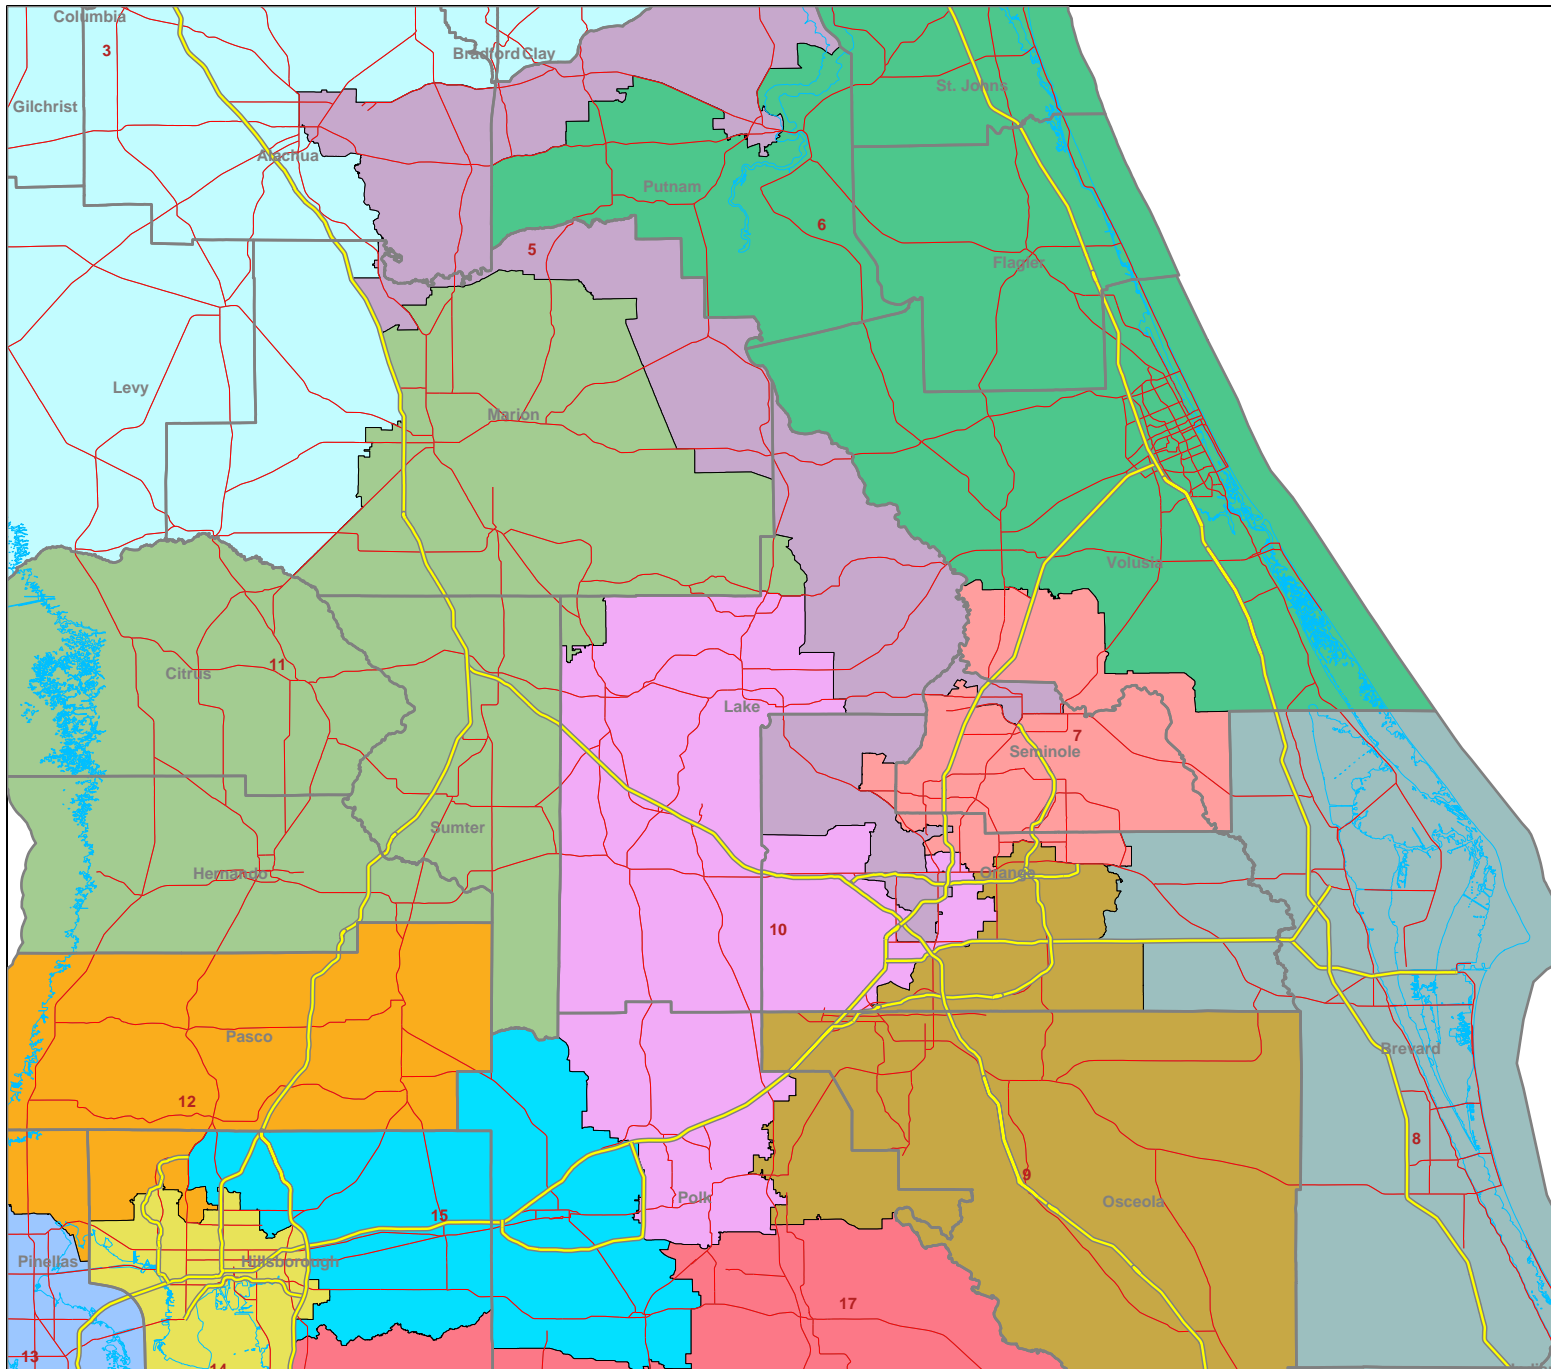 Columbia
3
Bradford
Clay
St. Johns
Gilchrist
Alachua
Putnam
6
5
Flagler
Levy
Marion
Volusia
11
Citrus
Lake
7
Seminole
Sumter
Hernando
Orange
10
Pasco
Brevard
12
8
9
Polk
Osceola
15
Pinellas
Hillsborough
17
13
14